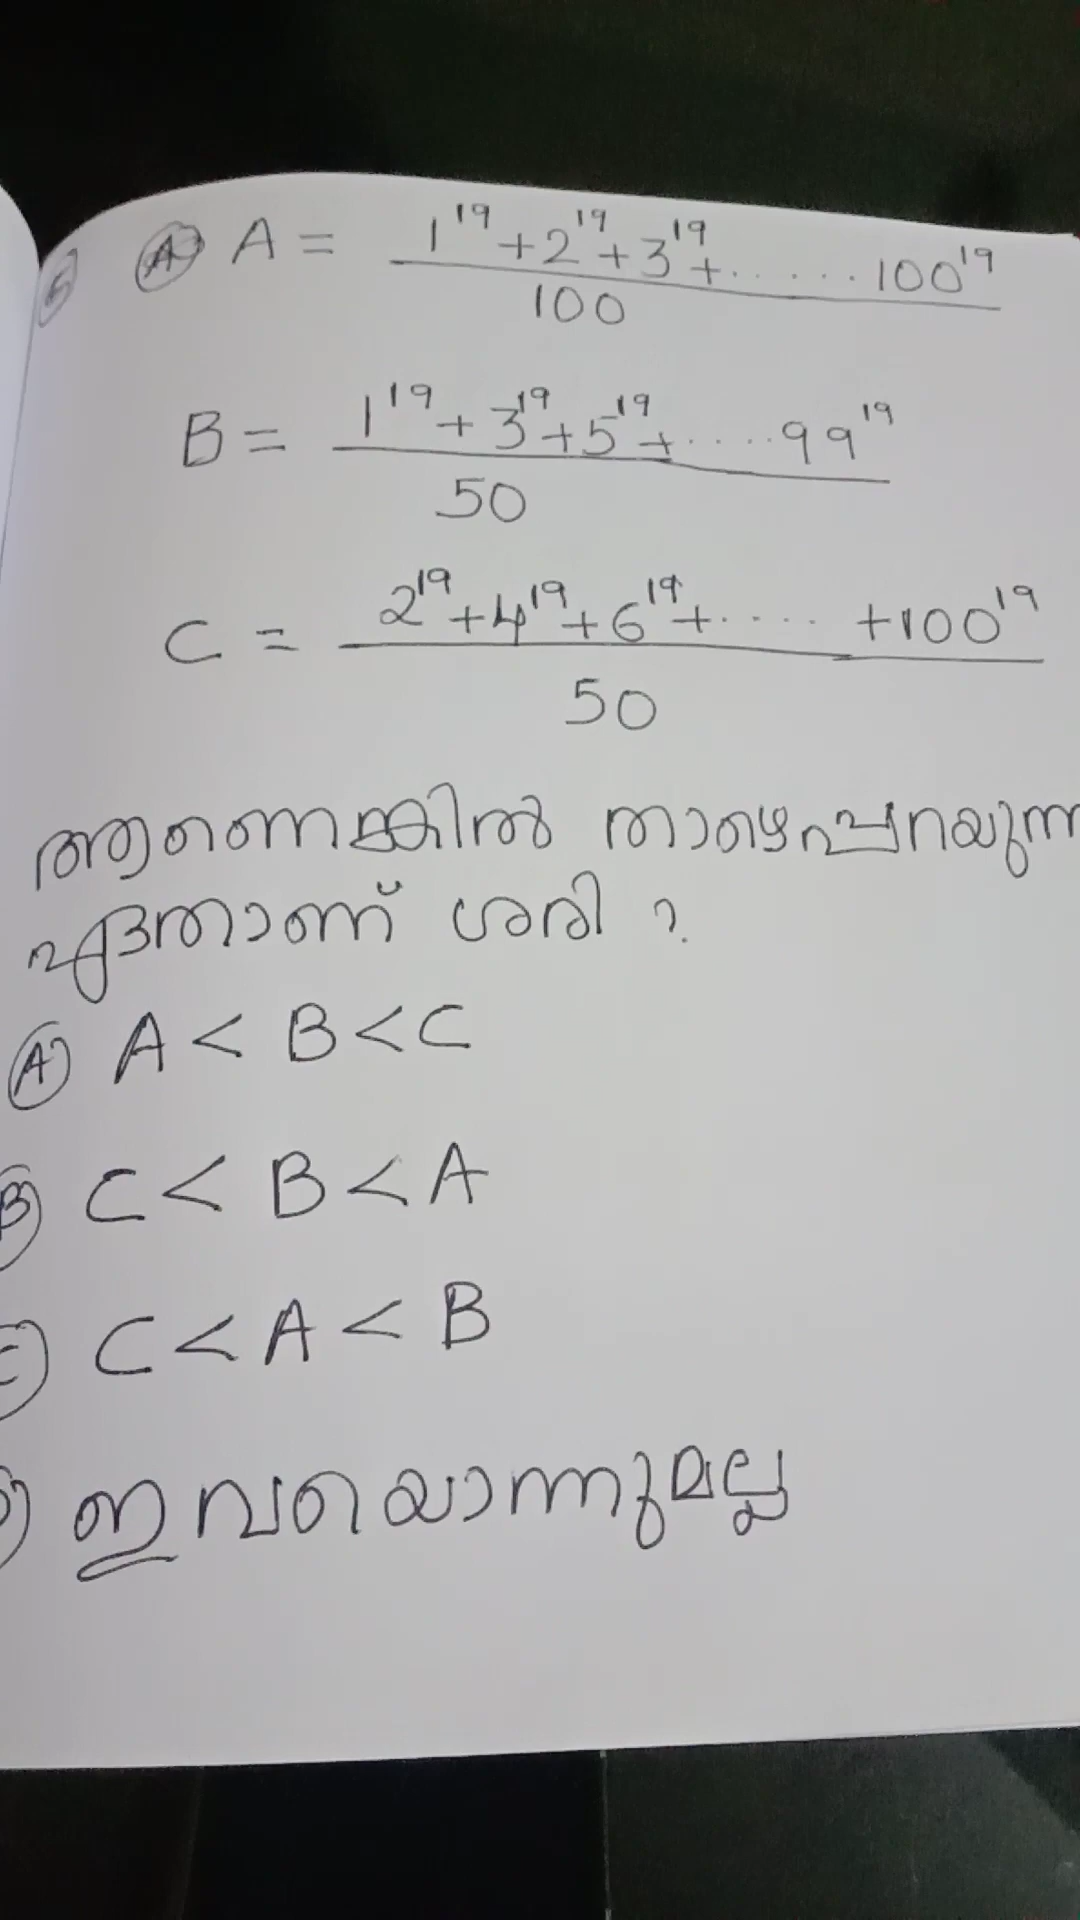 5) (A) A = 1^19 + 2^19 + 3^19 + ...... 100^19
100
B = 1^19 + 3^19 + 5^19 + .... 99^19
50
C = 2^19 + 4^19 + 6^19 + .... + 100^19
50
ആണെങ്കിൽ താഴെപ്പറയുന്ന
ഏതാണ് ശരി ?
(A) A < B < C
(B) C < B < A
(C) C < A < B
(D) ഇവയൊന്നുമല്ല